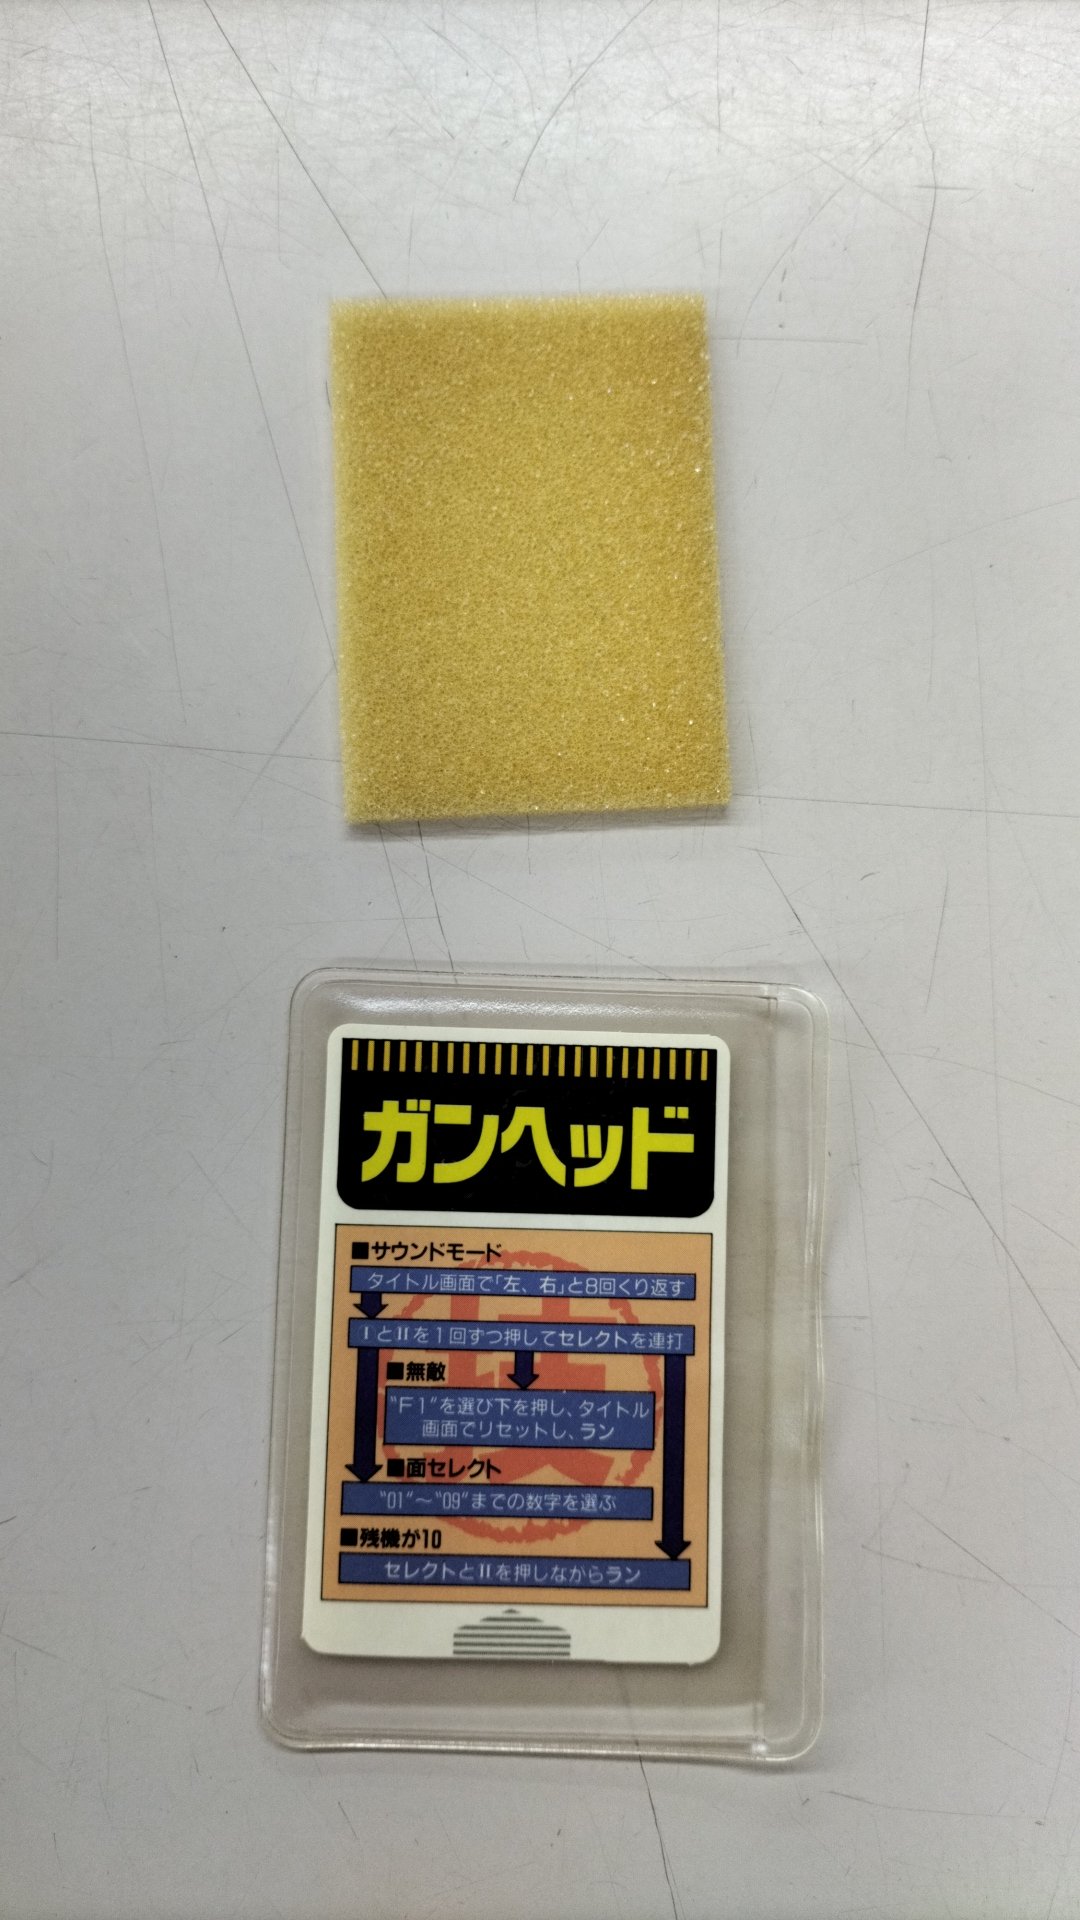 ガンヘッド
■サウンドモード
タイトル画面で「左、右」と8回くり返す
IとIIを1回ずつ押してセレクトを連打
■無敵
"F1"を選び下を押し、タイトル
画面でリセットし、ラン
■面セレクト
"01"～"09"までの数字を選ぶ
■残機が10
セレクトとIIを押しながらラン